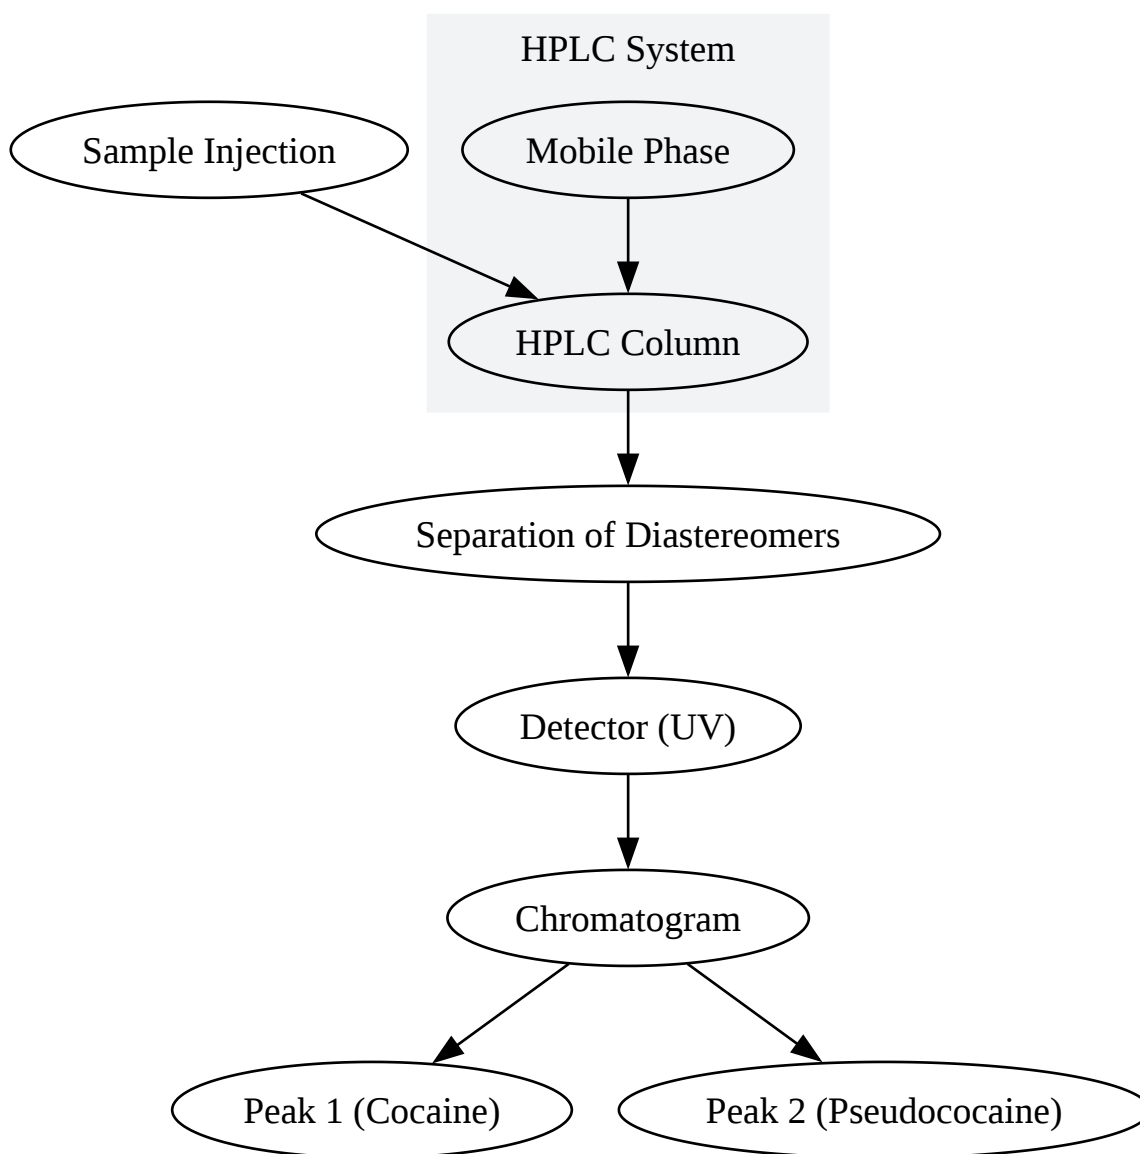 HPLC System
Sample Injection
Mobile Phase
HPLC Column
Separation of Diastereomers
Detector (UV)
Chromatogram
Peak 1 (Cocaine)
Peak 2 (Pseudococaine)